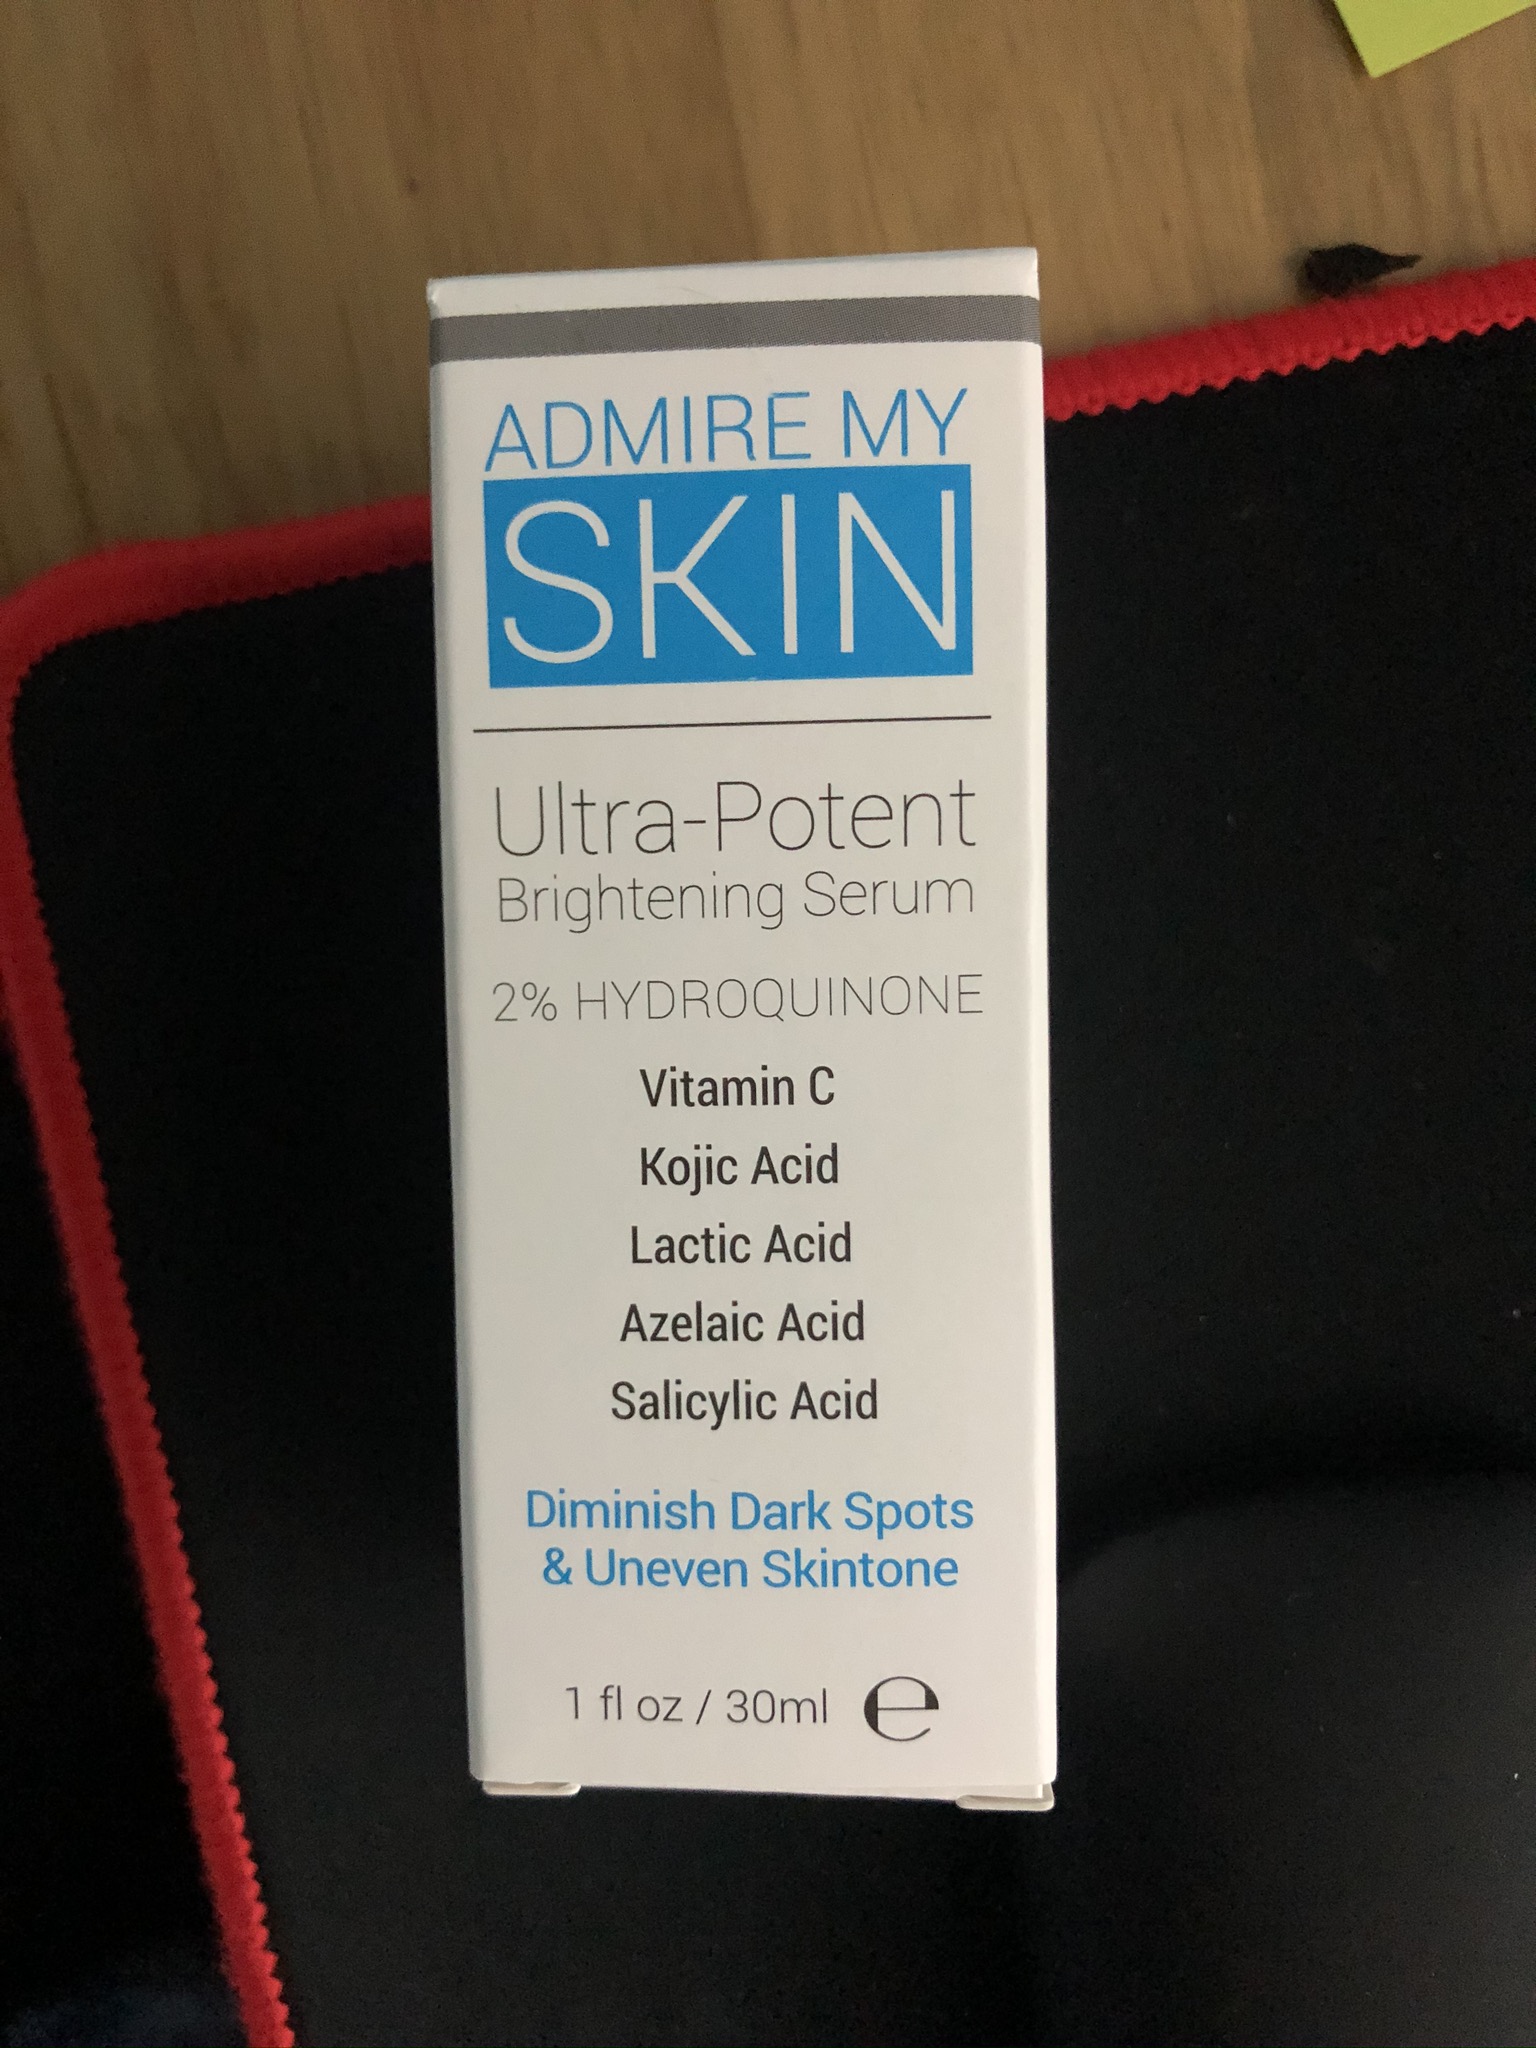 ADMIRE MY
SKIN
Ultra-Potent
Brightening Serum
2% HYDROQUINONE
Vitamin C
Kojic Acid
Lactic Acid
Azelaic Acid
Salicylic Acid
Diminish Dark Spots
& Uneven Skintone
1 fl oz / 30ml ℮